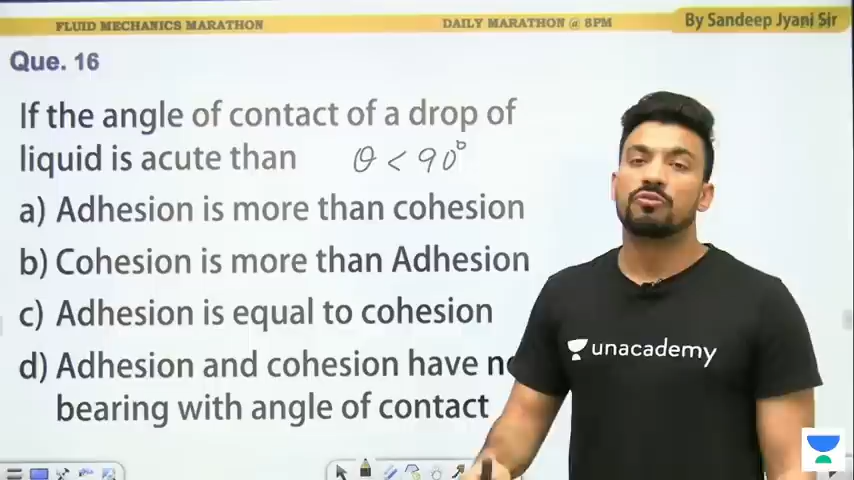 FLUID MECHANICS MARATHON
DAILY MARATHON @ 8PM
By Sandeep Jyani Sir
Que. 16
If the angle of contact of a drop of
liquid is acute than θ < 90°
a) Adhesion is more than cohesion
b) Cohesion is more than Adhesion
c) Adhesion is equal to cohesion
d) Adhesion and cohesion have no
bearing with angle of contact
unacademy